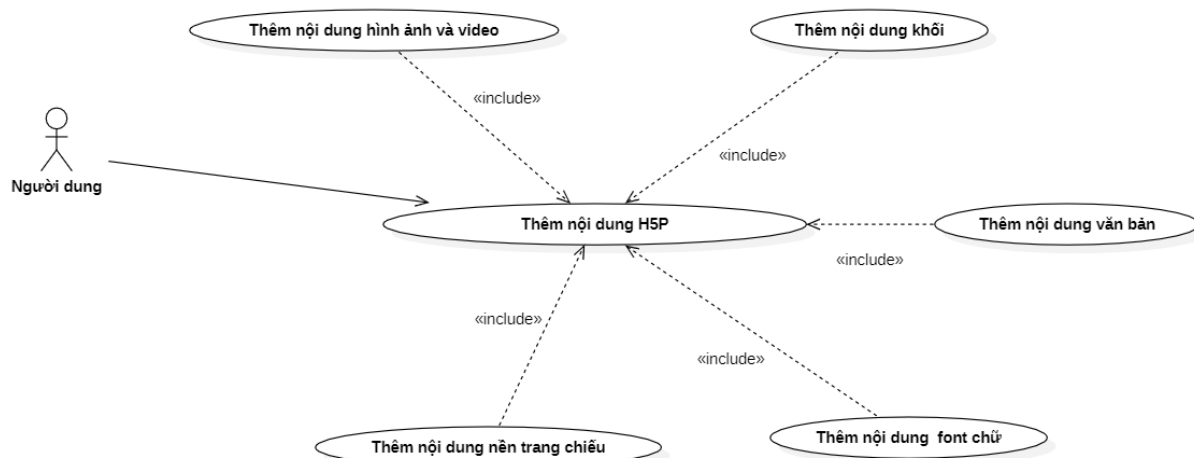 Thêm nội dung hình ảnh và video
Thêm nội dung khối
«include»
Người dung
«include»
Thêm nội dung H5P
Thêm nội dung văn bản
«include»
«include»
«include»
Thêm nội dung nền trang chiếu
Thêm nội dung  font chữ